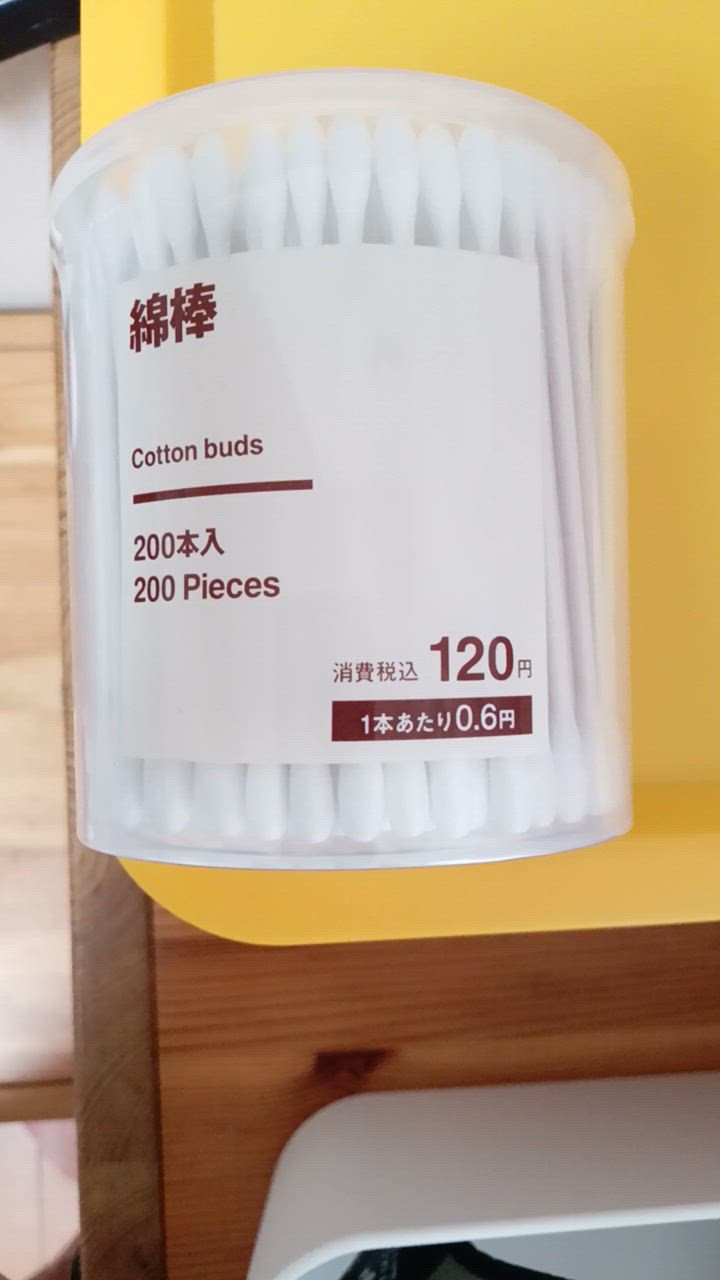 綿棒
Cotton buds
200本入
200 Pieces
消費税込 120円
1本あたり0.6円